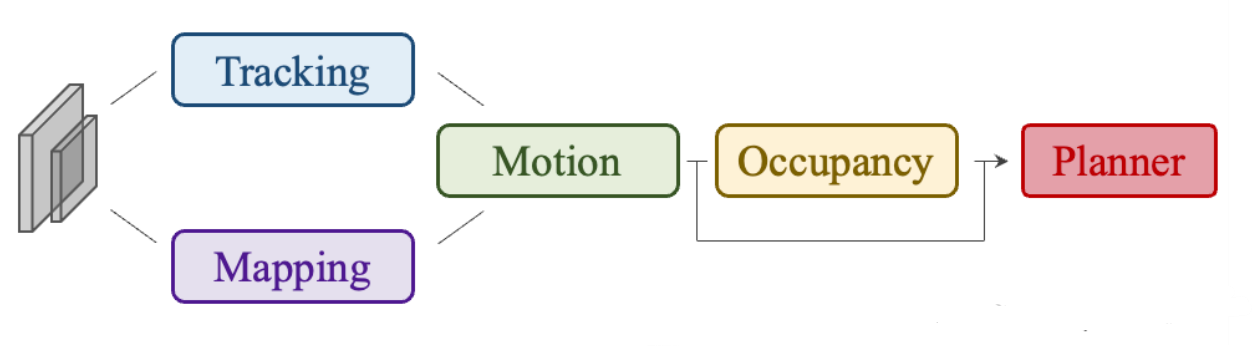 Tracking
Motion
Occupancy
Planner
Mapping